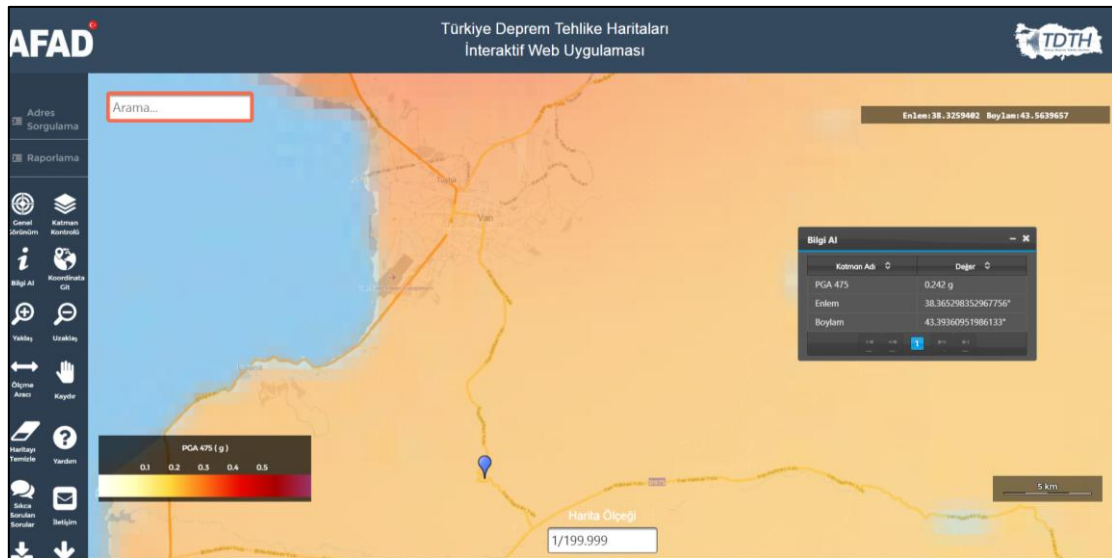 AFAD
Türkiye Deprem Tehlike Haritaları
İnteraktif Web Uygulaması
TDTH
Adres
Sorgulama
Raporlama
Genel
Görünüm
Katman
Kontrolü
Bilgi Al
Koordinata
Git
Yaklaş
Uzaklaş
Ölçme
Aracı
Kaydır
Haritayı
Temizle
Yardım
Sıkca
Sorulan
Sorular
İletişim
Arama...
Enlem:38.3259402 Boylam:43.5639657
Tuşba
Van
Bilgi Al
Katman Adı Değer
PGA 475 0.242 g
Enlem 38.365298352967756°
Boylam 43.39360951986133°
1
PGA 475 ( g )
0.1 0.2 0.3 0.4 0.5
5 km
Harita Ölçeği
1/199.999